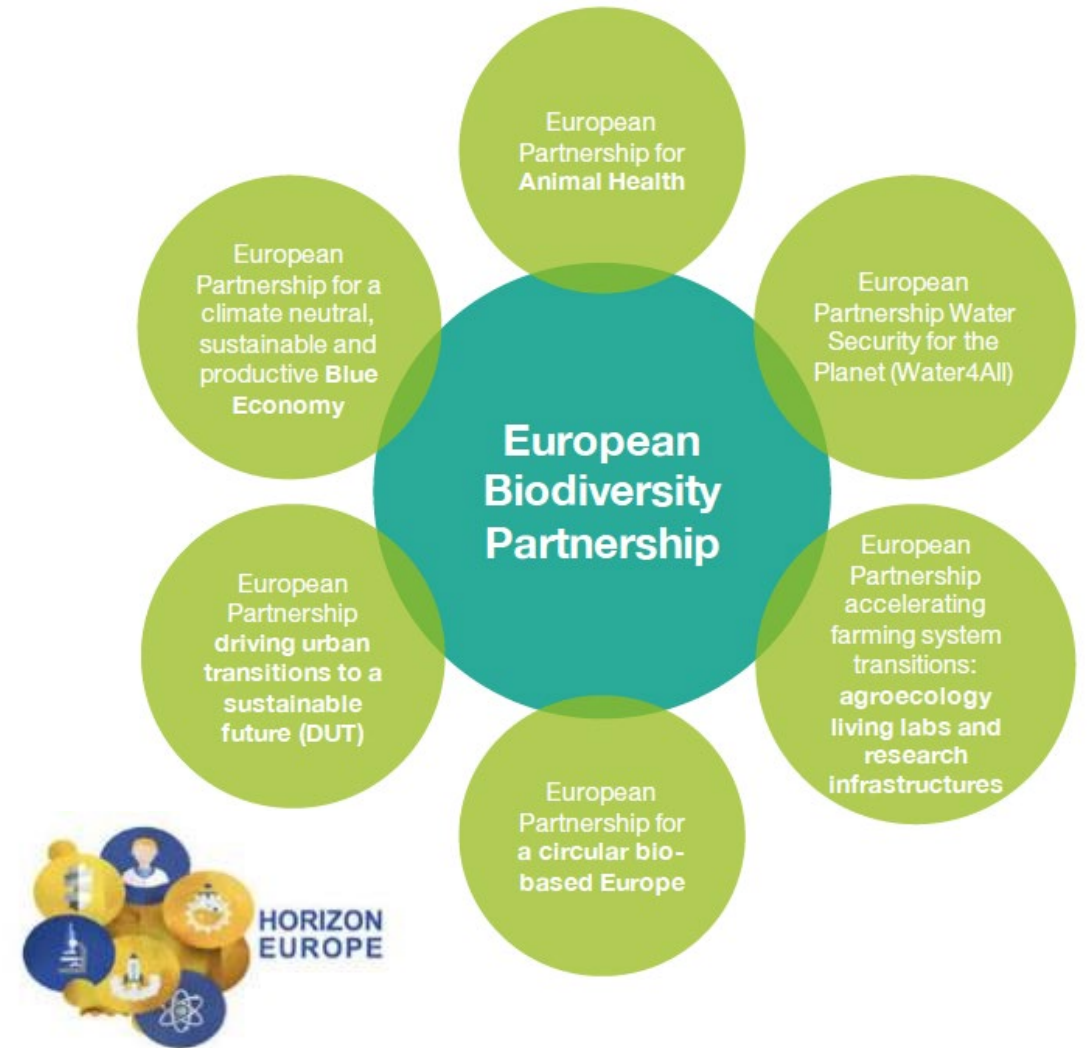 European
Partnership for
Animal Health
European
Partnership for a
climate neutral,
sustainable and
productive Blue
Economy
European
Partnership Water
Security for the
Planet (Water4All)
European
Biodiversity
Partnership
European
Partnership
driving urban
transitions to a
sustainable
future (DUT)
European
Partnership
accelerating
farming system
transitions:
agroecology
living labs and
research
infrastructures
European
Partnership for
a circular bio-
based Europe
HORIZON
EUROPE